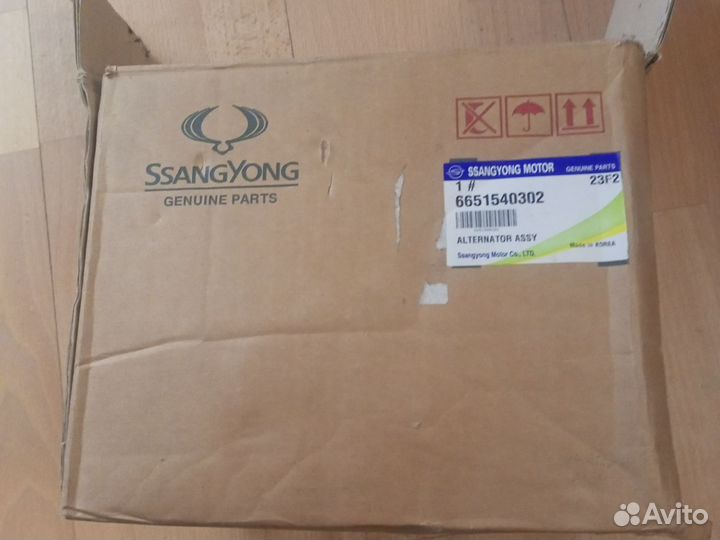 SSANGYONG
GENUINE PARTS
SSANGYONG MOTOR GENUINE PARTS
1 # 23F2
6651540302
ALTERNATOR ASSY
Made in KOREA
Ssangyong Motor Co., LTD.
Avito